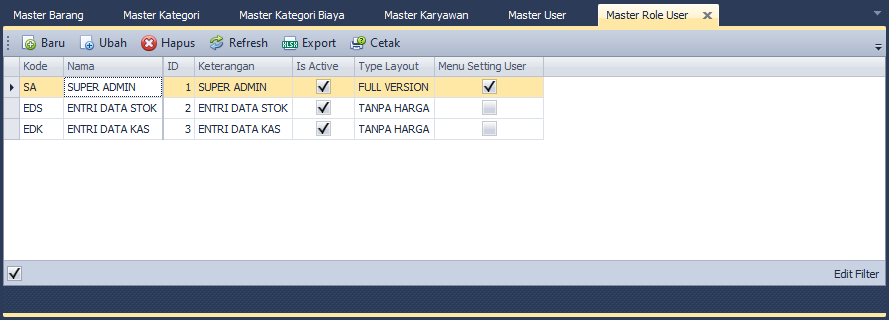 Master Barang Master Kategori Master Kategori Biaya Master Karyawan Master User Master Role User
Baru Ubah Hapus Refresh XLSX Export Cetak
Kode Nama ID Keterangan Is Active Type Layout Menu Setting User
SA SUPER ADMIN 1 SUPER ADMIN FULL VERSION
EDS ENTRI DATA STOK 2 ENTRI DATA STOK TANPA HARGA
EDK ENTRI DATA KAS 3 ENTRI DATA KAS TANPA HARGA
Edit Filter